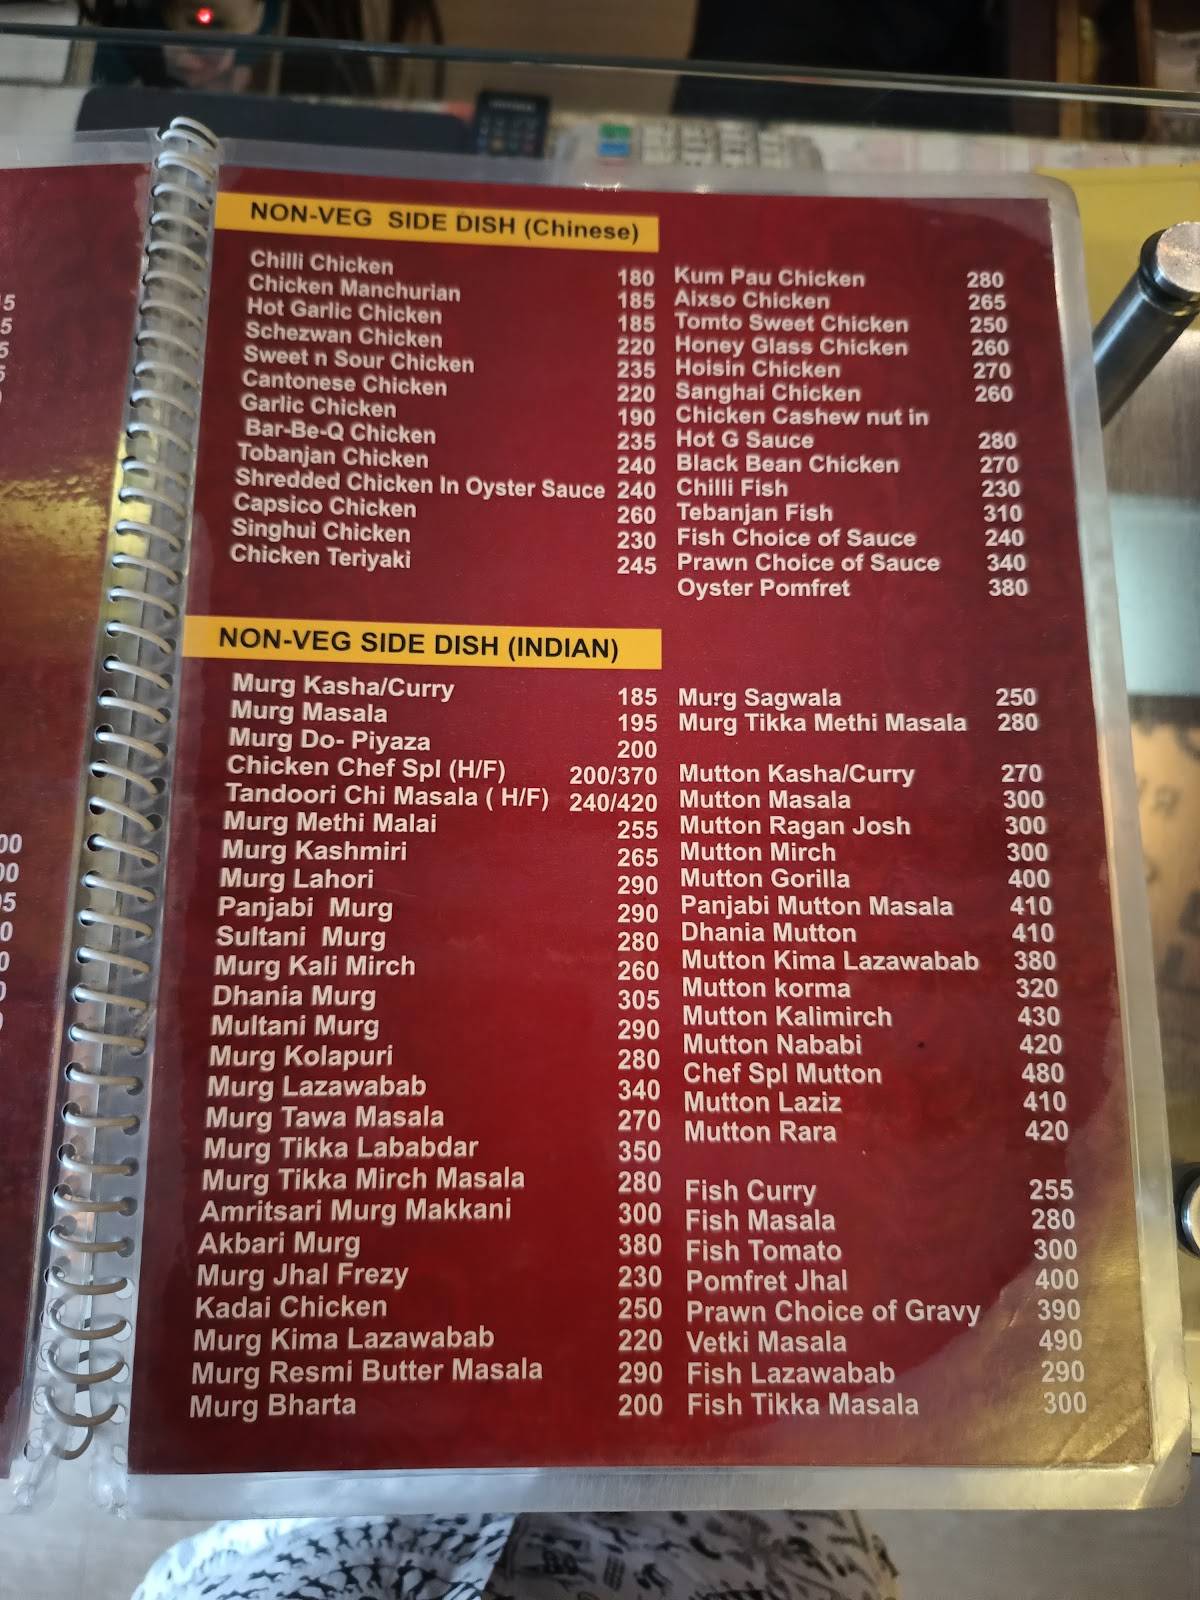 NON-VEG SIDE DISH (Chinese)
Chilli Chicken 180
Chicken Manchurian 185
Hot Garlic Chicken 185
Schezwan Chicken 220
Sweet n Sour Chicken 235
Cantonese Chicken 220
Garlic Chicken 190
Bar-Be-Q Chicken 235
Tobanjan Chicken 240
Shredded Chicken In Oyster Sauce 240
Capsico Chicken 260
Singhui Chicken 230
Chicken Teriyaki 245
Kum Pau Chicken 280
Aixso Chicken 265
Tomto Sweet Chicken 250
Honey Glass Chicken 260
Hoisin Chicken 270
Sanghai Chicken 260
Chicken Cashew nut in
Hot G Sauce 280
Black Bean Chicken 270
Chilli Fish 230
Tebanjan Fish 310
Fish Choice of Sauce 240
Prawn Choice of Sauce 340
Oyster Pomfret 380
NON-VEG SIDE DISH (INDIAN)
Murg Kasha/Curry 185
Murg Masala 195
Murg Do- Piyaza 200
Chicken Chef Spl (H/F) 200/370
Tandoori Chi Masala ( H/F) 240/420
Murg Methi Malai 255
Murg Kashmiri 265
Murg Lahori 290
Panjabi Murg 290
Sultani Murg 280
Murg Kali Mirch 260
Dhania Murg 305
Multani Murg 290
Murg Kolapuri 280
Murg Lazawabab 340
Murg Tawa Masala 270
Murg Tikka Lababdar 350
Murg Tikka Mirch Masala 280
Amritsari Murg Makkani 300
Akbari Murg 380
Murg Jhal Frezy 230
Kadai Chicken 250
Murg Kima Lazawabab 220
Murg Resmi Butter Masala 290
Murg Bharta 200
Murg Sagwala 250
Murg Tikka Methi Masala 280
Mutton Kasha/Curry 270
Mutton Masala 300
Mutton Ragan Josh 300
Mutton Mirch 300
Mutton Gorilla 400
Panjabi Mutton Masala 410
Dhania Mutton 410
Mutton Kima Lazawabab 380
Mutton korma 320
Mutton Kalimirch 430
Mutton Nababi 420
Chef Spl Mutton 480
Mutton Laziz 410
Mutton Rara 420
Fish Curry 255
Fish Masala 280
Fish Tomato 300
Pomfret Jhal 400
Prawn Choice of Gravy 390
Vetki Masala 490
Fish Lazawabab 290
Fish Tikka Masala 300